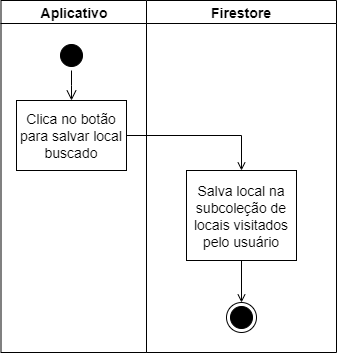 Aplicativo
Firestore
Clica no botão
para salvar local
buscado
Salva local na
subcoleção de
locais visitados
pelo usuário